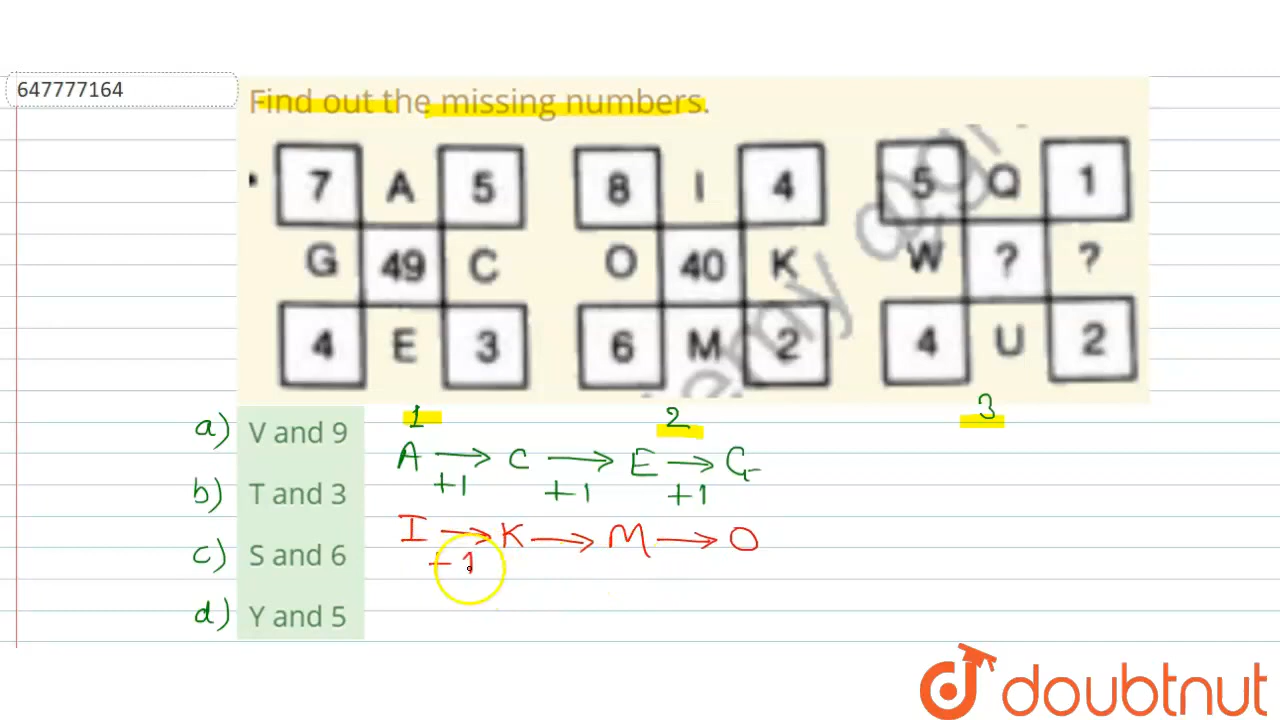 647777164
Find out the missing numbers.
7 A 5
G 49 C
4 E 3
8 I 4
O 40 K
6 M 2
5 Q 1
W ? ?
4 U 2
1 2 3
a) V and 9
b) T and 3
c) S and 6
d) Y and 5
A → C → E → G
+1 +1 +1
I → K → M → O
+1
doubtnut